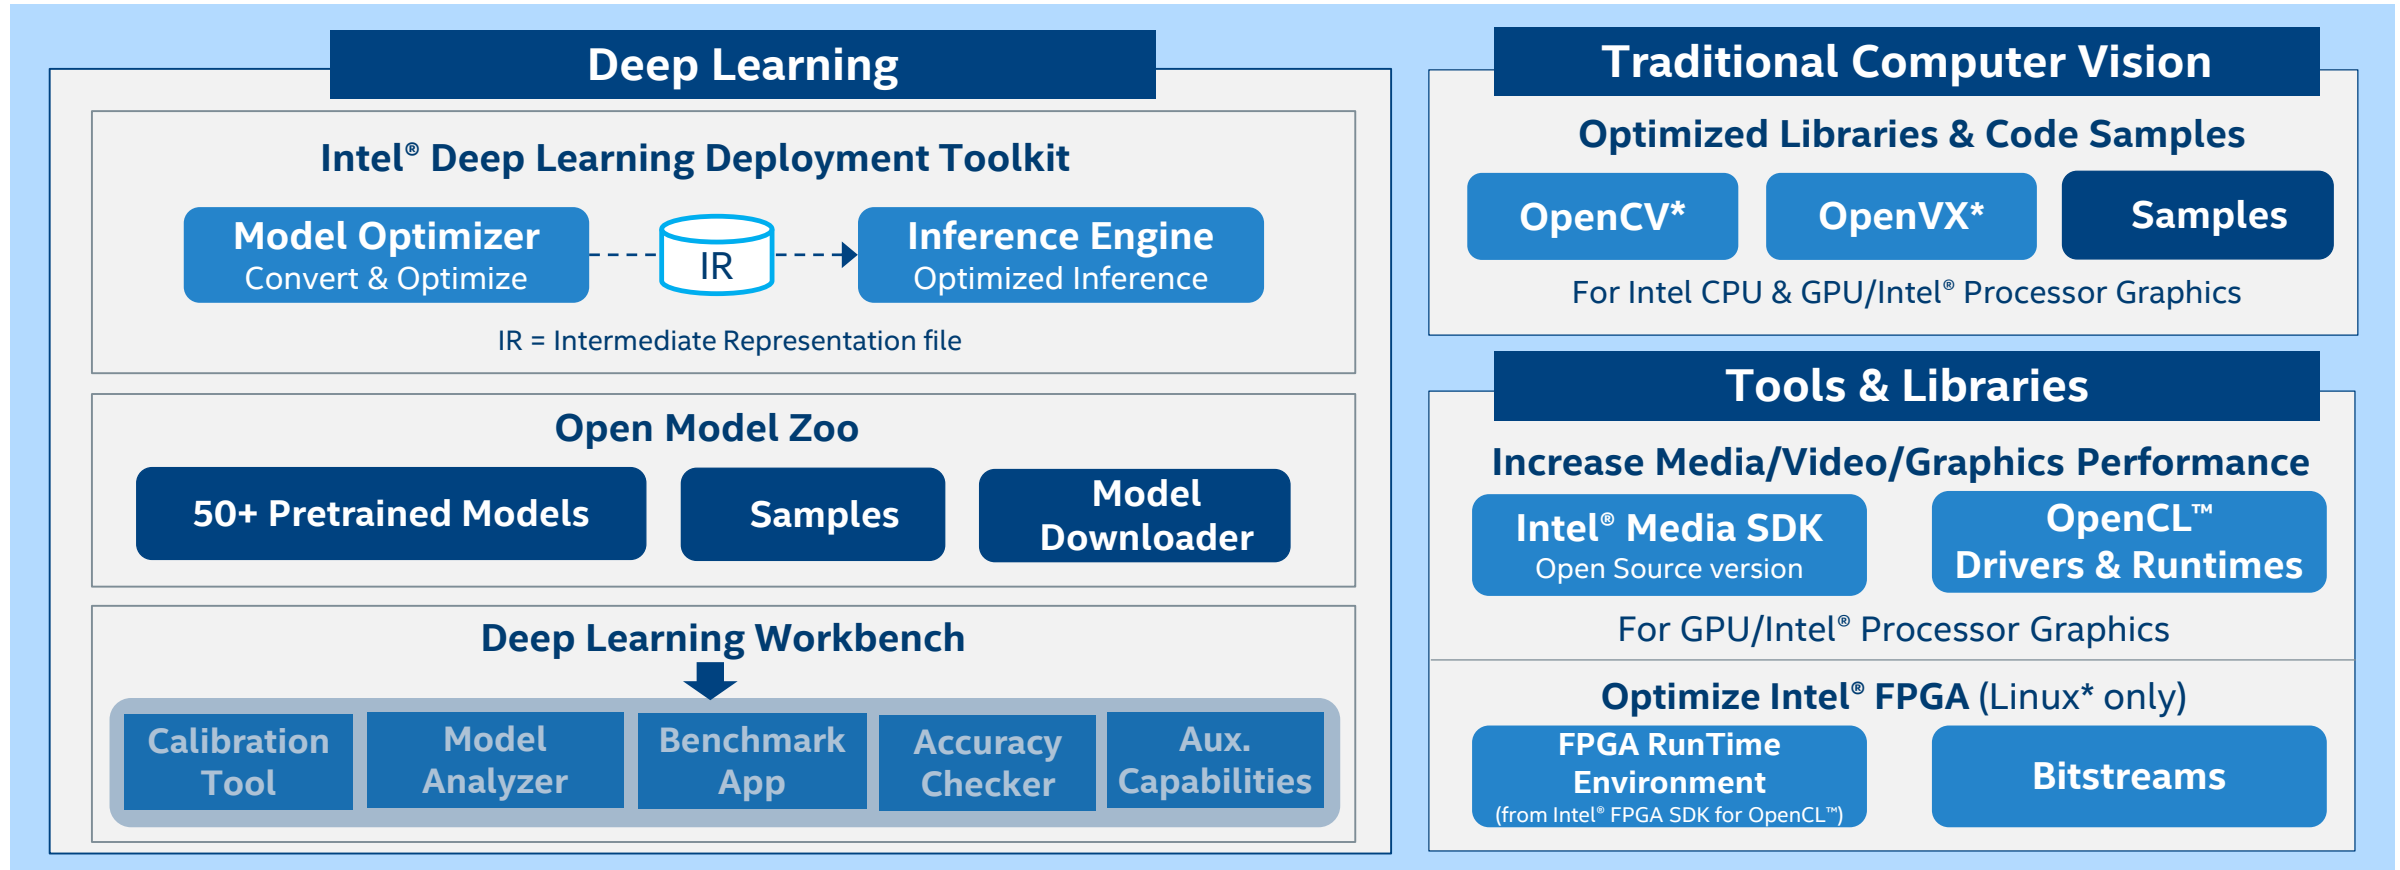 Deep Learning
Intel® Deep Learning Deployment Toolkit
Model Optimizer
Convert & Optimize
IR
Inference Engine
Optimized Inference
IR = Intermediate Representation file
Open Model Zoo
50+ Pretrained Models
Samples
Model
Downloader
Deep Learning Workbench
Calibration
Tool
Model
Analyzer
Benchmark
App
Accuracy
Checker
Aux.
Capabilities
Traditional Computer Vision
Optimized Libraries & Code Samples
OpenCV*
OpenVX*
Samples
For Intel CPU & GPU/Intel® Processor Graphics
Tools & Libraries
Increase Media/Video/Graphics Performance
Intel® Media SDK
Open Source version
OpenCL™
Drivers & Runtimes
For GPU/Intel® Processor Graphics
Optimize Intel® FPGA (Linux* only)
FPGA RunTime
Environment
(from Intel® FPGA SDK for OpenCL™)
Bitstreams